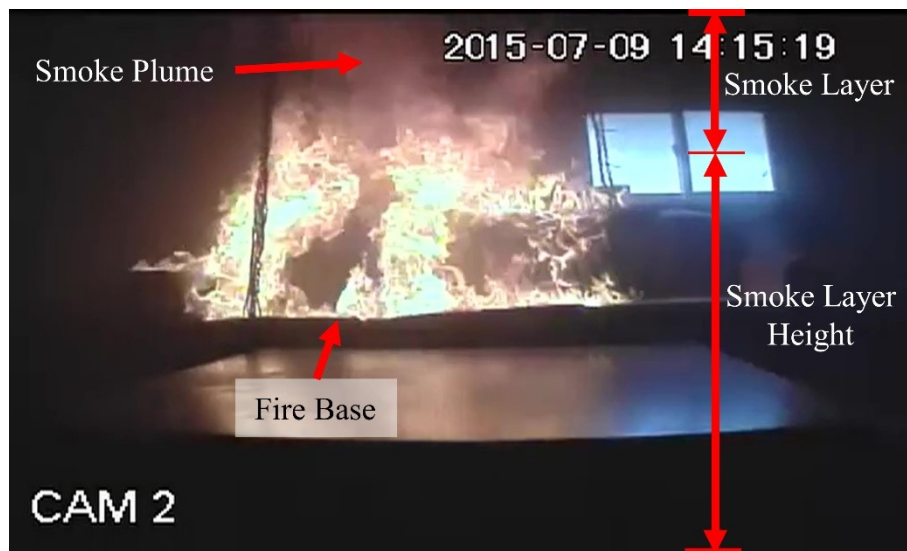 2015-07-09 14:15:19
Smoke Plume
Smoke Layer
Smoke Layer
Height
Fire Base
CAM 2